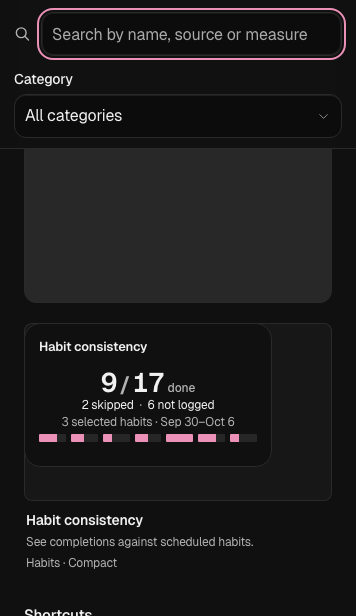 Search by name, source or measure
Category
All categories
Habit consistency
9/17 done
2 skipped · 6 not logged
3 selected habits · Sep 30–Oct 6
Habit consistency
See completions against scheduled habits.
Habits · Compact
Shortcuts